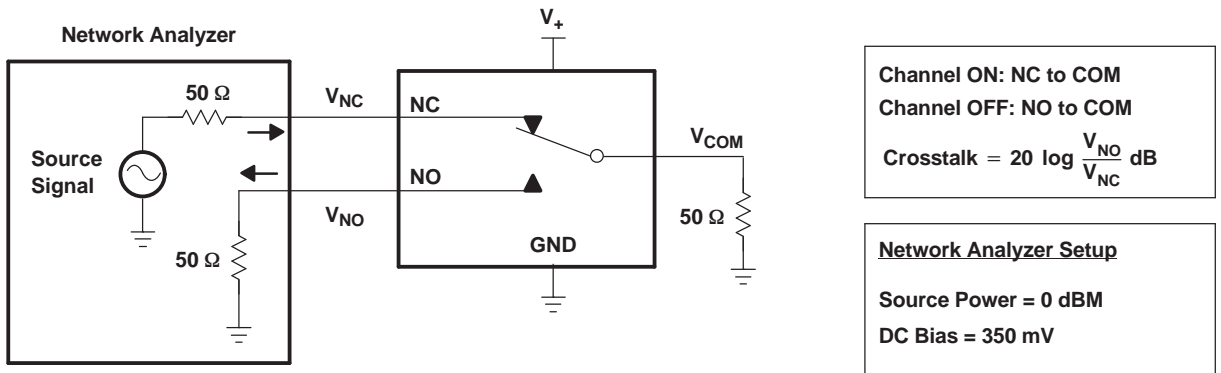 Network Analyzer
50 Ω
Source
Signal
50 Ω
V_NC
V_NO
V_+
NC
NO
GND
V_COM
50 Ω
Channel ON: NC to COM
Channel OFF: NO to COM
Crosstalk = 20 log V_NO/V_NC dB
Network Analyzer Setup
Source Power = 0 dBM
DC Bias = 350 mV